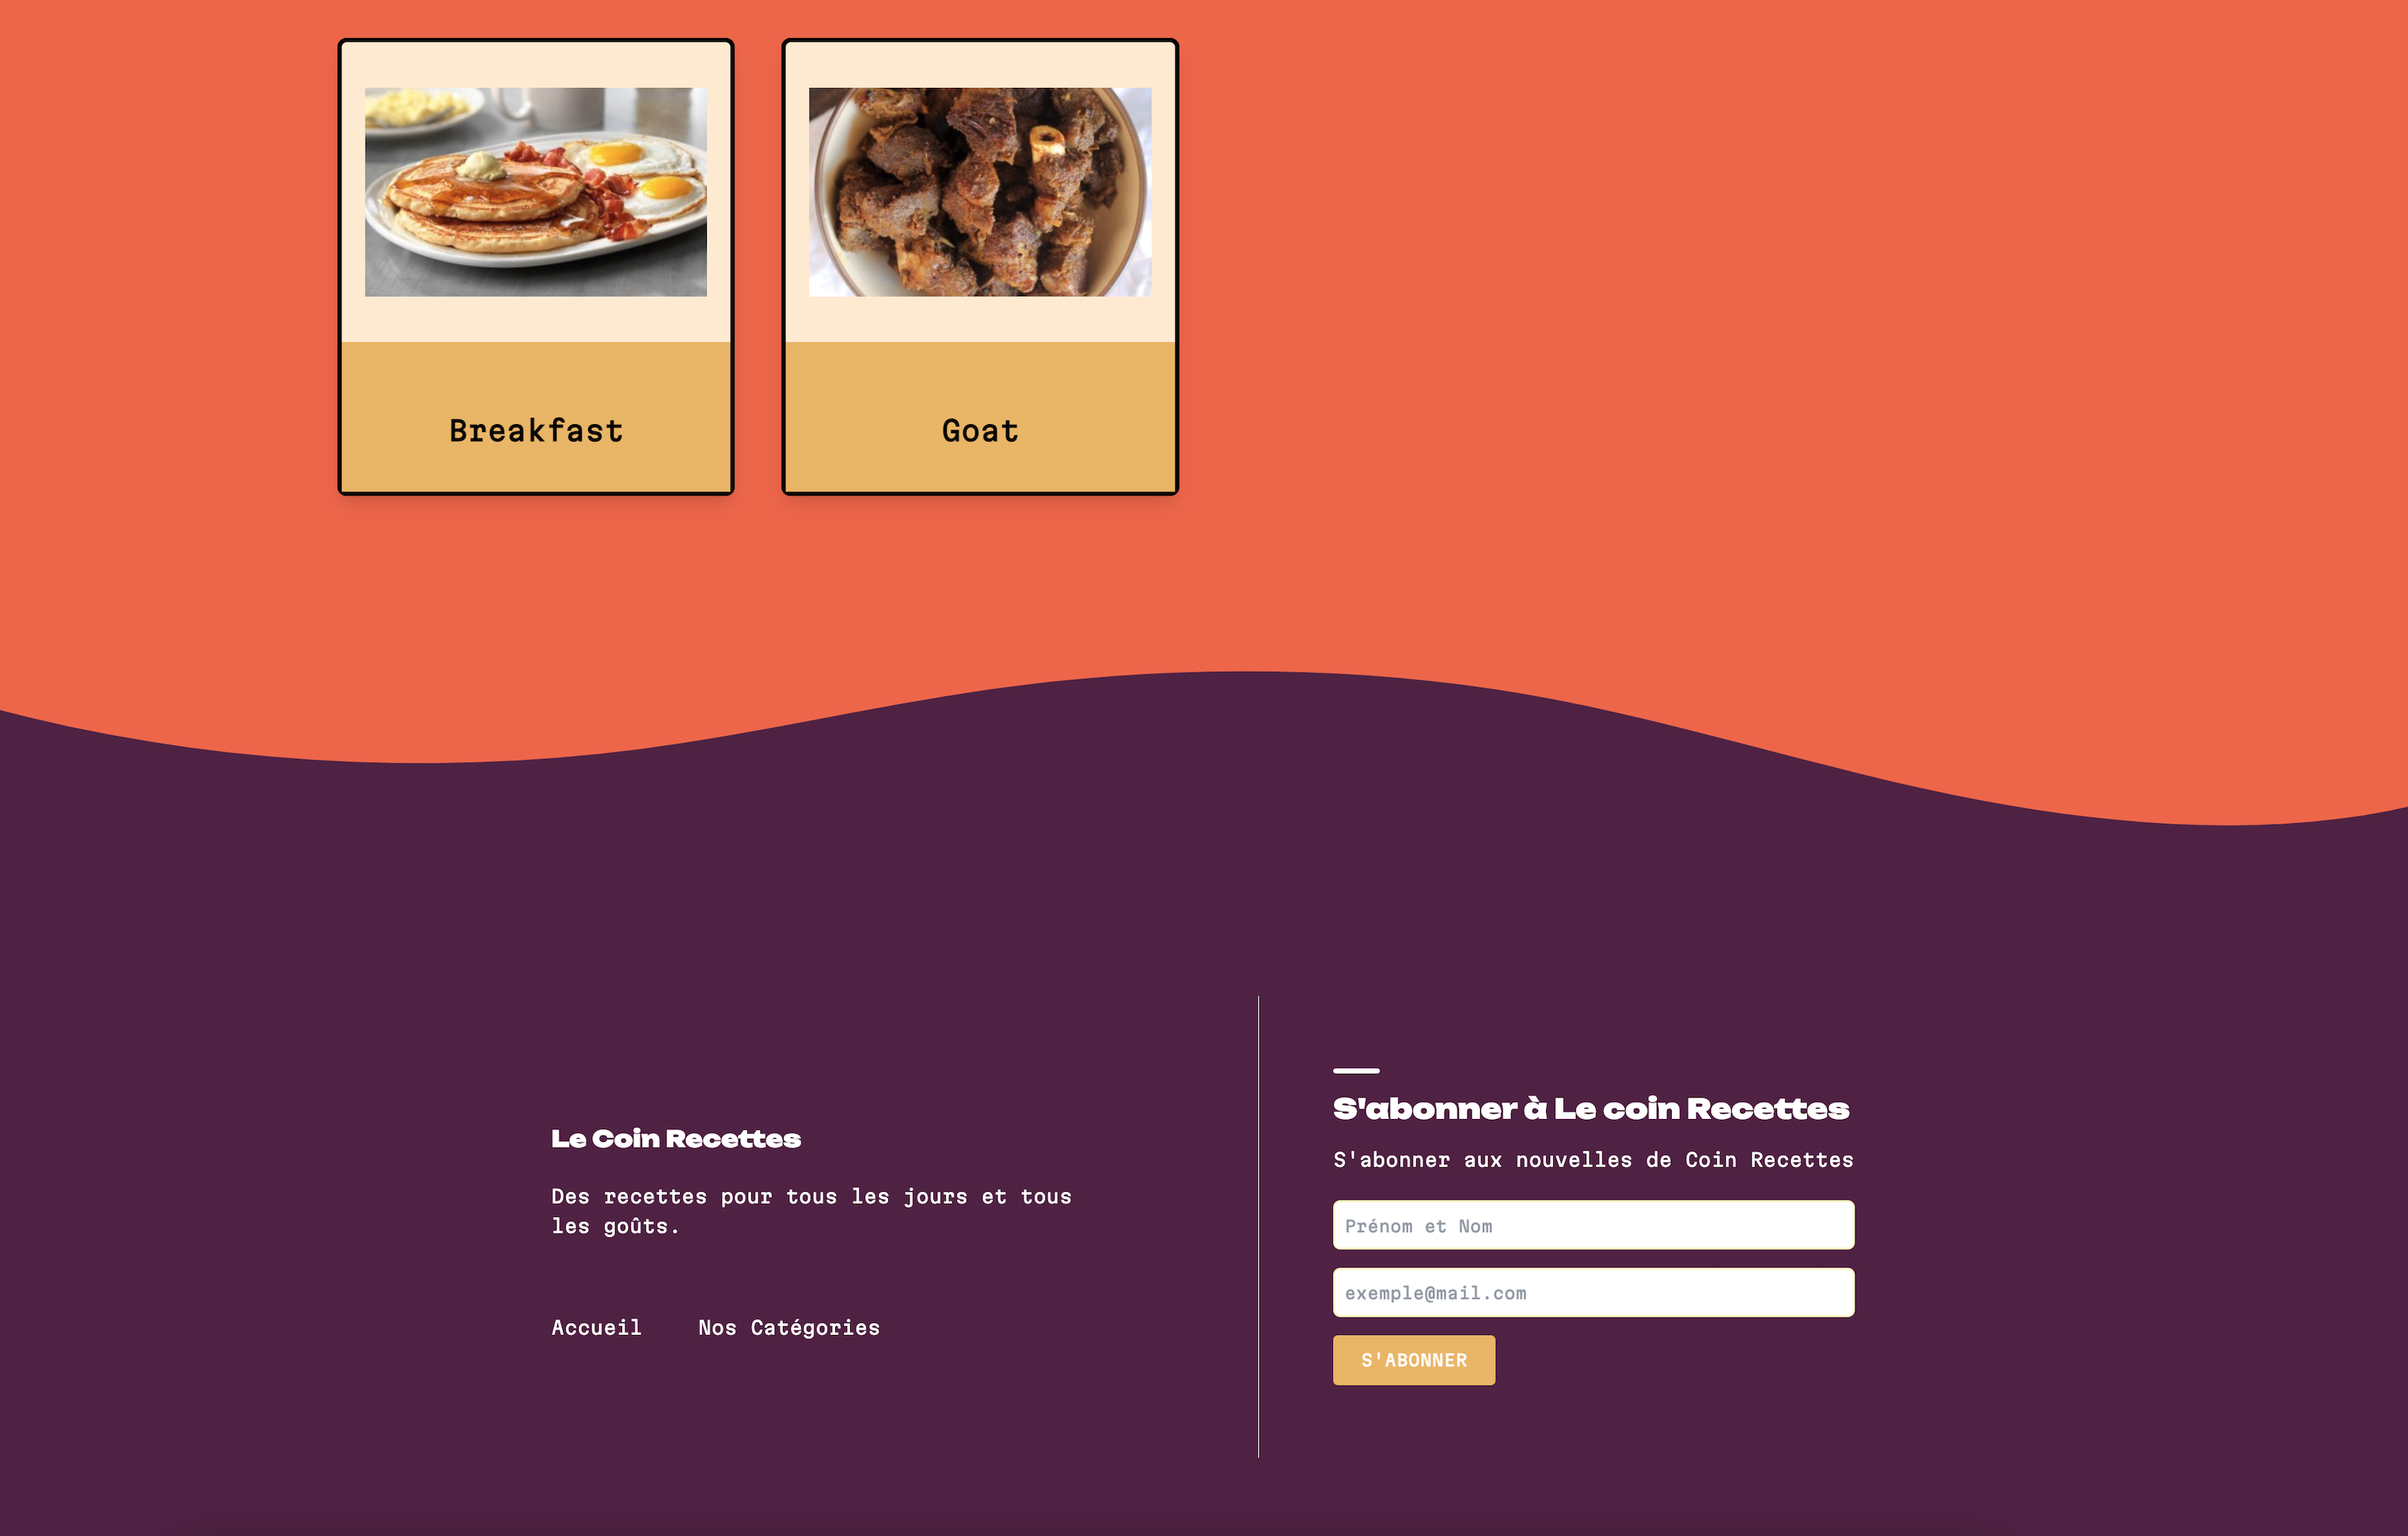 Breakfast
Goat
Le Coin Recettes
Des recettes pour tous les jours et tous
les goûts.
Accueil
Nos Catégories
S'abonner à Le coin Recettes
S'abonner aux nouvelles de Coin Recettes
Prénom et Nom
exemple@mail.com
S'ABONNER